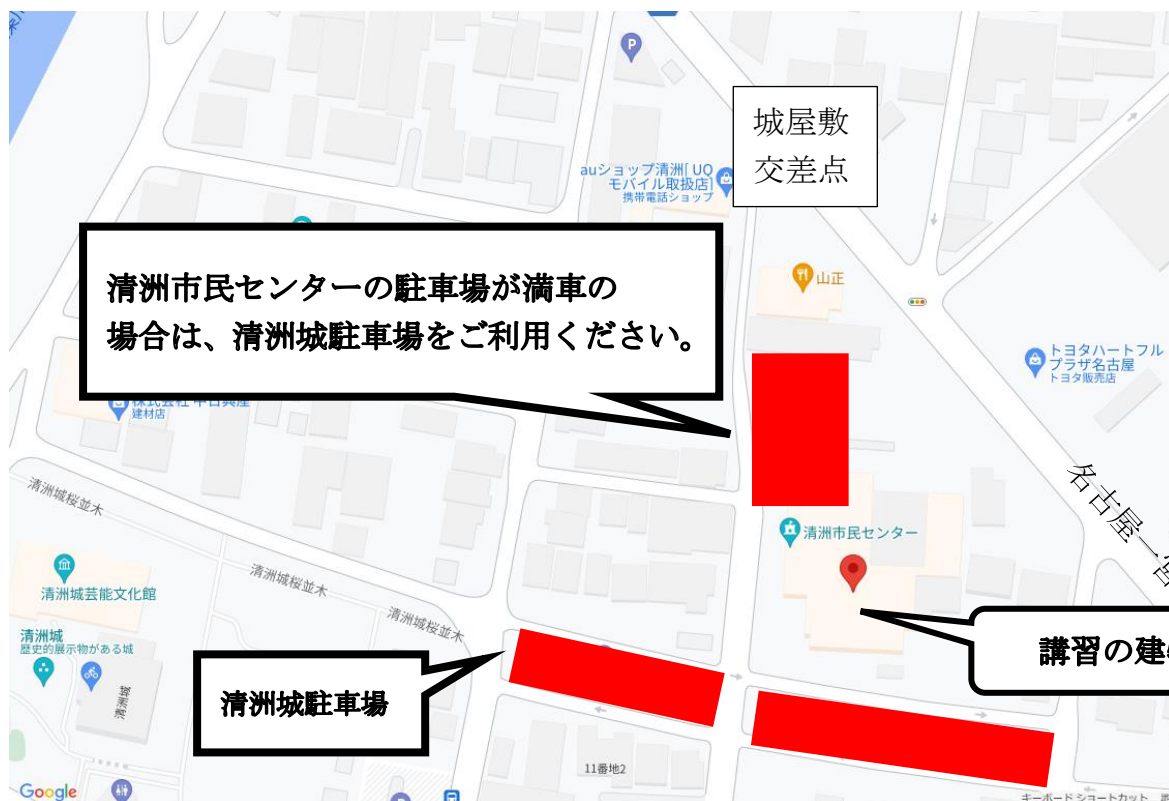 城屋敷
交差点
auショップ清洲[ UQ
モバイル取扱店]
携帯電話ショップ
清洲市民センターの駐車場が満車の
場合は、清洲城駐車場をご利用ください。
山正
トヨタハートフル
プラザ名古屋
トヨタ販売店
建材店
清洲城桜並木
名古屋一宮
清洲市民センター
清洲城芸能文化館
清洲城桜並木
清洲城桜並木
清洲城
歴史的展示物がある城
清洲城
講習の建
清洲城駐車場
11番地2
Google
キーボード ショートカット